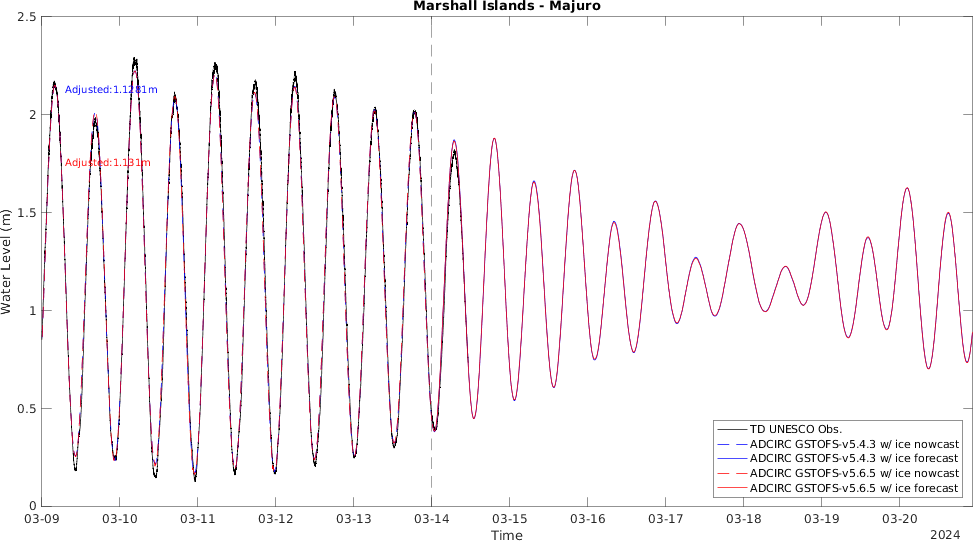 Marshall Islands - Majuro
2.5
2
1.5
1
0.5
0
Water Level (m)
Adjusted:1.1281m
Adjusted:1.131m
TD UNESCO Obs.
ADCIRC GSTOFS-v5.4.3 w/ ice nowcast
ADCIRC GSTOFS-v5.4.3 w/ ice forecast
ADCIRC GSTOFS-v5.6.5 w/ ice nowcast
ADCIRC GSTOFS-v5.6.5 w/ ice forecast
03-09 03-10 03-11 03-12 03-13 03-14 03-15 03-16 03-17 03-18 03-19 03-20
Time
2024